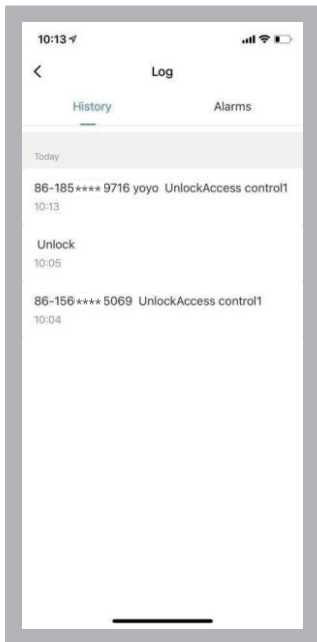 10:13
Log
History Alarms
Today
86-185**** 9716 yoyo UnlockAccess control1
10:13
Unlock
10:05
86-156**** 5069 UnlockAccess control1
10:04